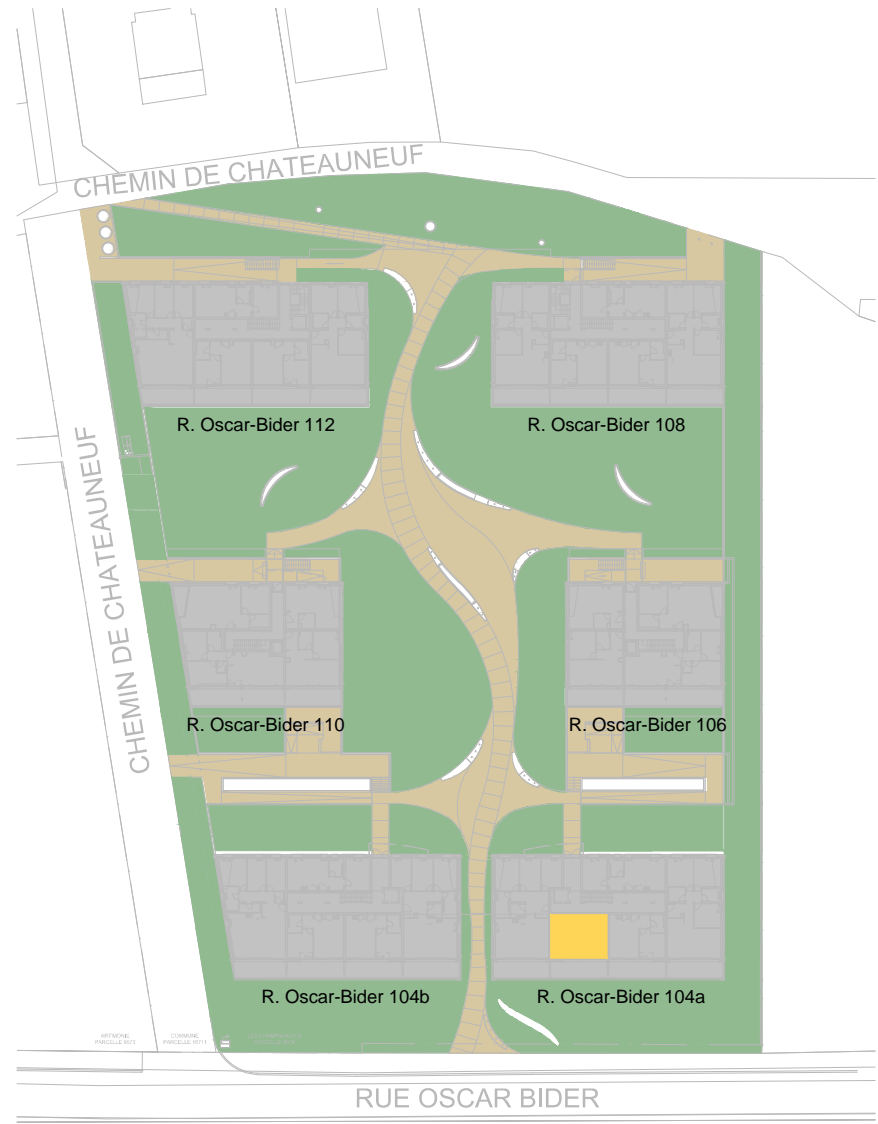 CHEMIN DE CHATEAUNEUF
R. Oscar-Bider 112
R. Oscar-Bider 108
CHEMIN DE CHATEAUNEUF
R. Oscar-Bider 110
R. Oscar-Bider 106
R. Oscar-Bider 104b
R. Oscar-Bider 104a
COMMUNE
RUE OSCAR BIDER